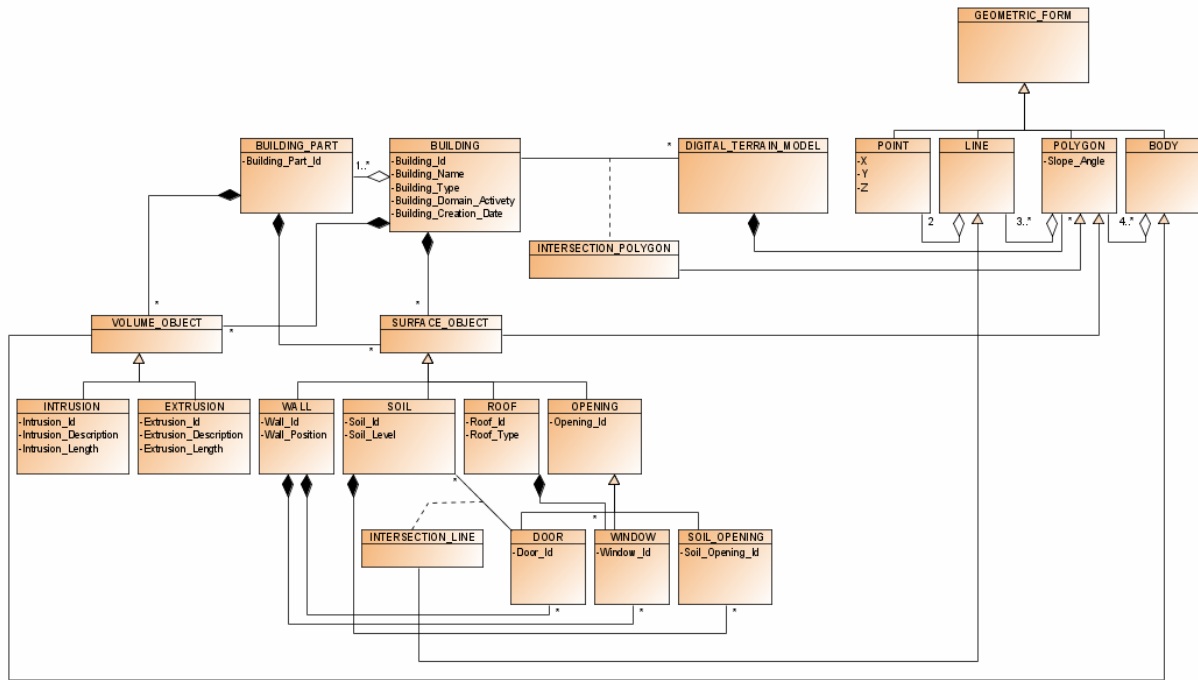 GEOMETRIC_FORM
BUILDING_PART
-Building_Part_Id
1..*
BUILDING
-Building_Id
-Building_Name
-Building_Type
-Building_Domain_Activety
-Building_Creation_Date
*
DIGITAL_TERRAIN_MODEL
POINT
-X
-Y
-Z
LINE
POLYGON
-Slope_Angle
BODY
2
3..*
*
4..*
INTERSECTION_POLYGON
*
*
VOLUME_OBJECT
*
SURFACE_OBJECT
*
INTRUSION
-Intrusion_Id
-Intrusion_Description
-Intrusion_Length
EXTRUSION
-Extrusion_Id
-Extrusion_Description
-Extrusion_Length
WALL
-Wall_Id
-Wall_Position
SOIL
-Soil_Id
-Soil_Level
ROOF
-Roof_Id
-Roof_Type
OPENING
-Opening_Id
*
*
INTERSECTION_LINE
DOOR
-Door_Id
WINDOW
-Window_Id
SOIL_OPENING
-Soil_Opening_Id
*
*
*